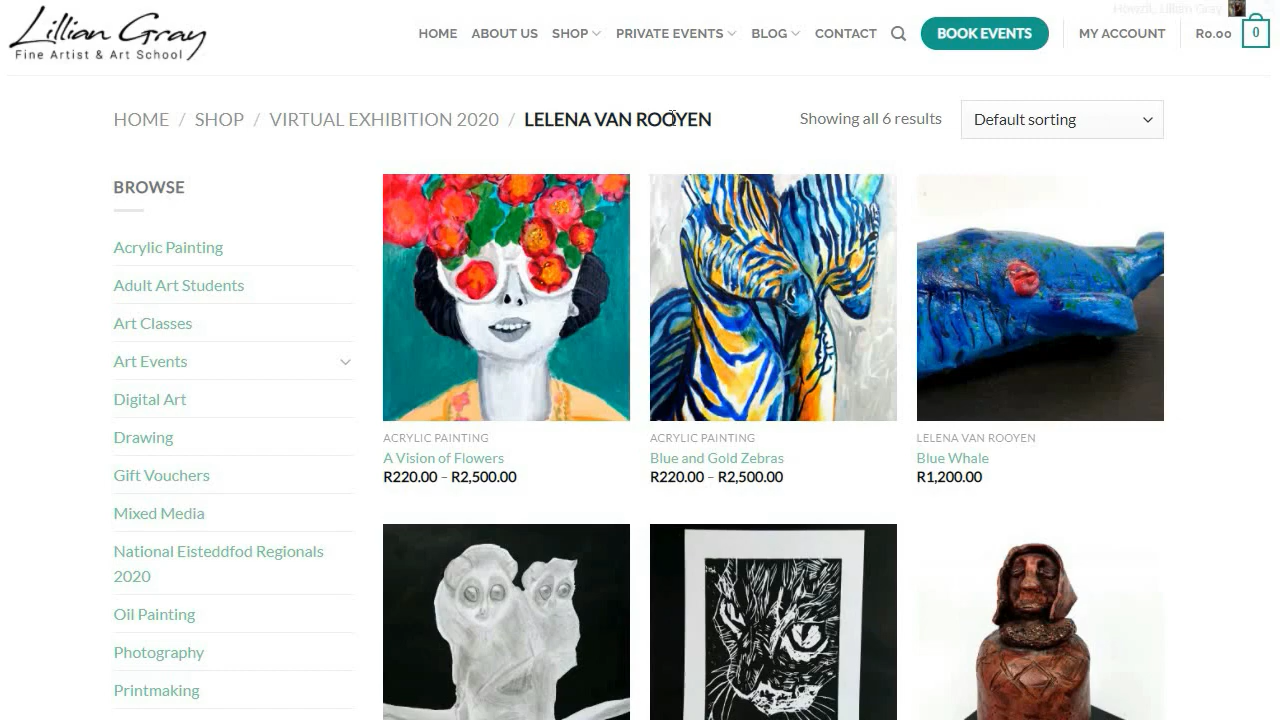 Howzit, Lillian Gray
Lillian Gray
Fine Artist & Art School
HOME ABOUT US SHOP PRIVATE EVENTS BLOG CONTACT BOOK EVENTS MY ACCOUNT R0.00 0
HOME / SHOP / VIRTUAL EXHIBITION 2020 / LELENA VAN ROOYEN
Showing all 6 results Default sorting
BROWSE
Acrylic Painting
Adult Art Students
Art Classes
Art Events
Digital Art
Drawing
Gift Vouchers
Mixed Media
National Eisteddfod Regionals
2020
Oil Painting
Photography
Printmaking
ACRYLIC PAINTING
A Vision of Flowers
R220.00 – R2,500.00
ACRYLIC PAINTING
Blue and Gold Zebras
R220.00 – R2,500.00
LELENA VAN ROOYEN
Blue Whale
R1,200.00